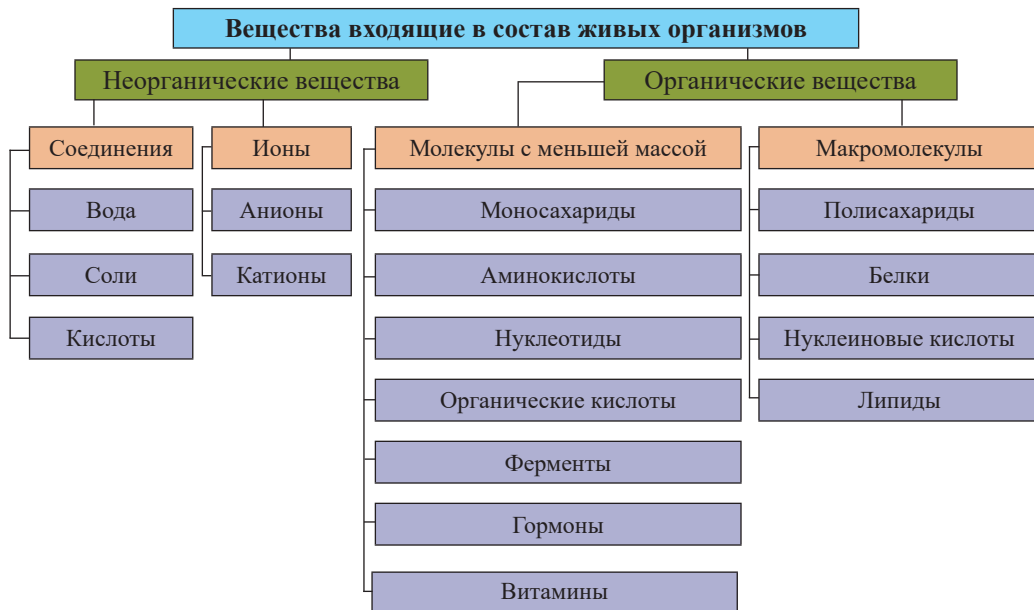 Вещества входящие в состав живых организмов
Неорганические вещества
Органические вещества
Соединения
Ионы
Молекулы с меньшей массой
Макромолекулы
Вода
Анионы
Моносахариды
Полисахариды
Соли
Катионы
Аминокислоты
Белки
Кислоты
Нуклеотиды
Нуклеиновые кислоты
Органические кислоты
Липиды
Ферменты
Гормоны
Витамины